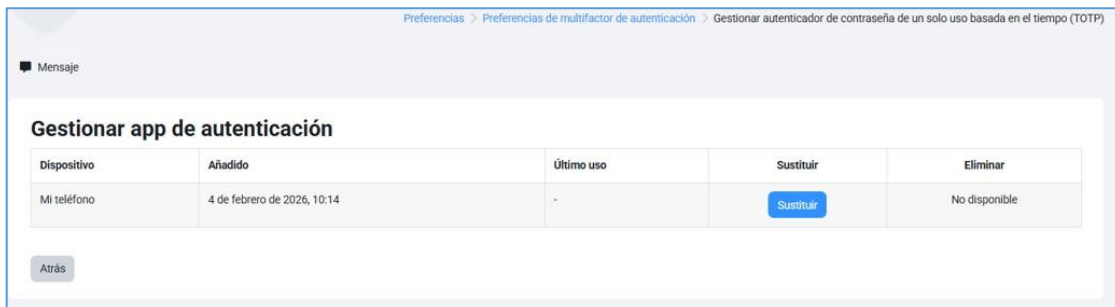 Preferencias > Preferencias de multifactor de autenticación > Gestionar autenticador de contraseña de un solo uso basada en el tiempo (TOTP)
Mensaje
Gestionar app de autenticación
Dispositivo Añadido Último uso Sustituir Eliminar
Mi teléfono 4 de febrero de 2026, 10:14 - Sustituir No disponible
Atrás